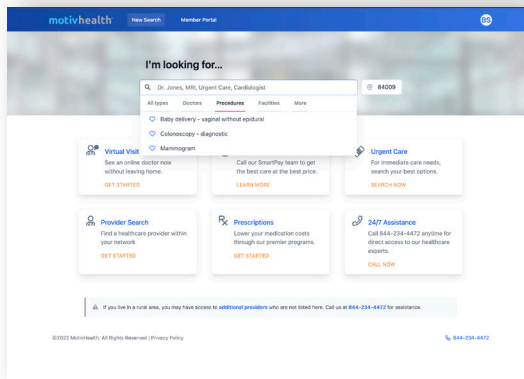 motivhealth
New Search
Member Portal
BS
I'm looking for...
Dr. Jones, MRI, Urgent Care, Cardiologist
84009
All types
Doctors
Procedures
Facilities
More
Baby delivery - vaginal without epidural
Colonoscopy - diagnostic
Mammogram
Virtual Visit
See an online doctor now
without leaving home.
GET STARTED
Call our SmartPay team to get
the best care at the best price.
LEARN MORE
Urgent Care
For immediate care needs,
search your best options.
SEARCH NOW
Provider Search
Find a healthcare provider within
your network
GET STARTED
Prescriptions
Lower your medication costs
through our premier programs.
GET STARTED
24/7 Assistance
Call 844-234-4472 anytime for
direct access to our healthcare
experts.
CALL NOW
If you live in a rural area, you may have access to additional providers who are not listed here. Call us at 844-234-4472 for assistance.
©2022 MotivHealth. All Rights Reserved | Privacy Policy
844-234-4472